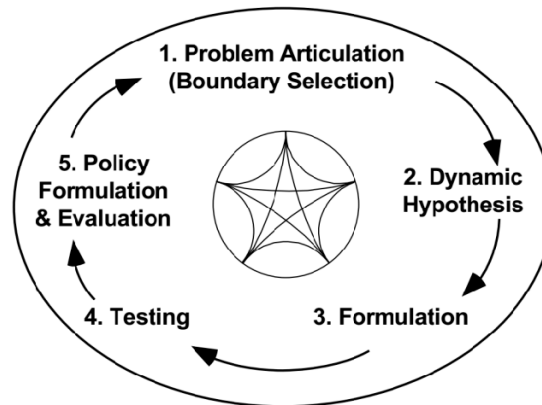 1. Problem Articulation
(Boundary Selection)
2. Dynamic
Hypothesis
3. Formulation
4. Testing
5. Policy
Formulation
& Evaluation